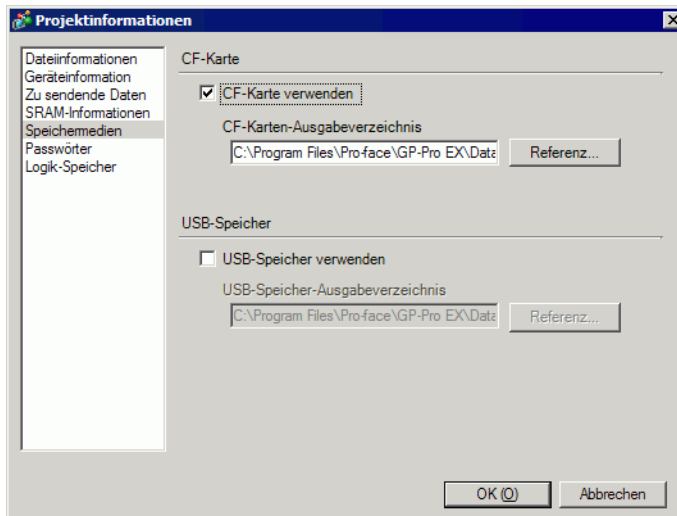 Projektinformationen
Dateiinformationen
Geräteinformation
Zu sendende Daten
SRAM-Informationen
Speichermedien
Passwörter
Logik-Speicher
CF-Karte
CF-Karte verwenden
CF-Karten-Ausgabeverzeichnis
C:\Program Files\Pro-face\GP-Pro EX\Data
Referenz...
USB-Speicher
USB-Speicher verwenden
USB-Speicher-Ausgabeverzeichnis
C:\Program Files\Pro-face\GP-Pro EX\Data
Referenz...
OK (O)
Abbrechen